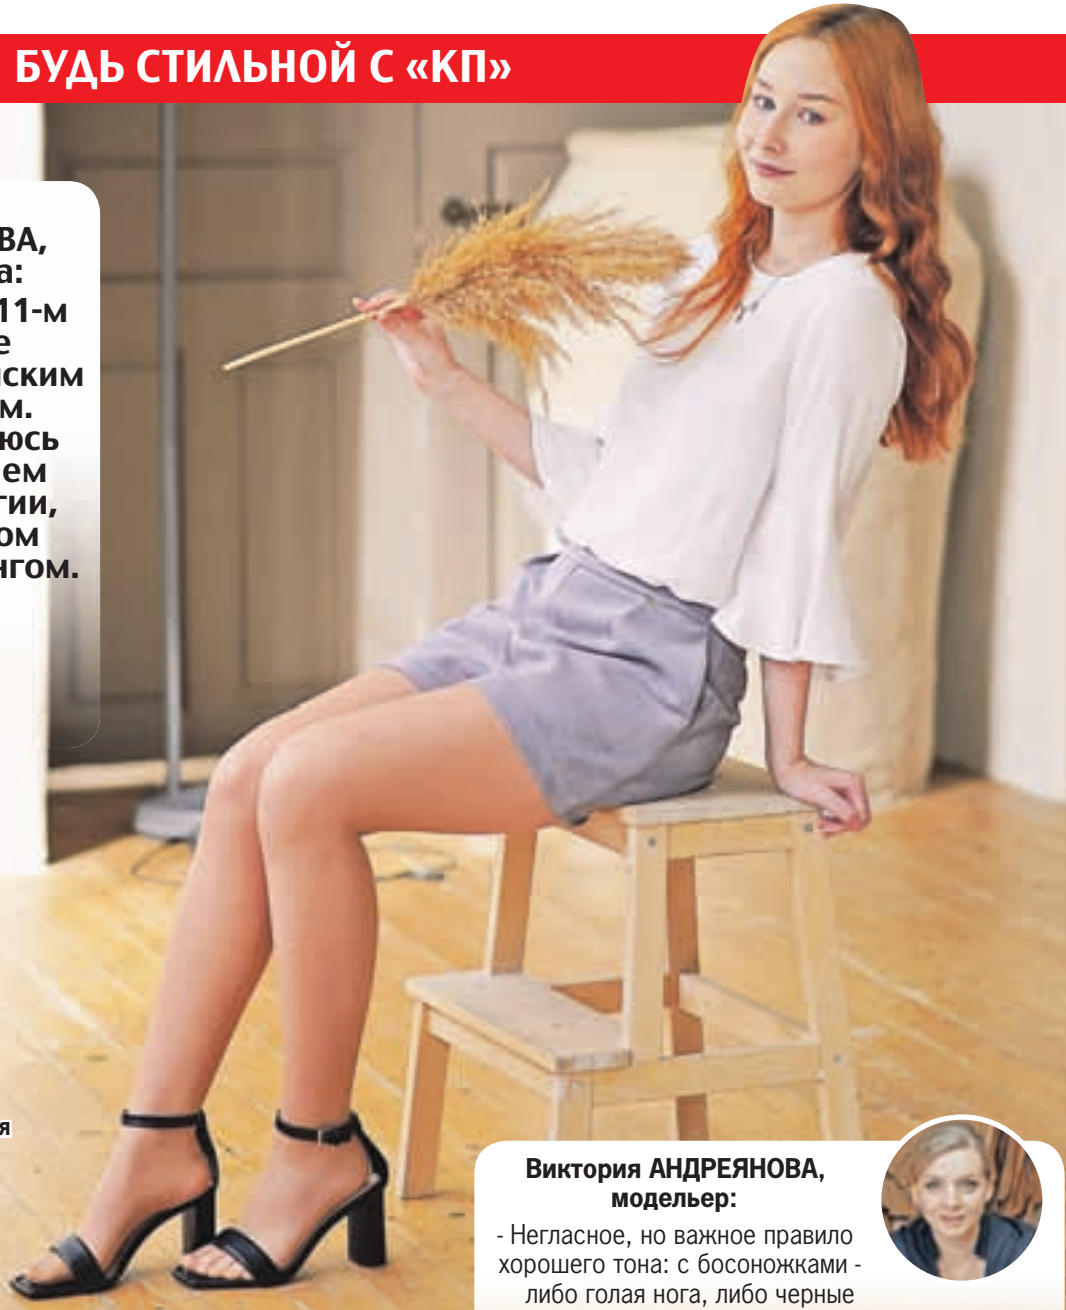 БУДЬ СТИЛЬНОЙ С «КП»
ВА,
а:
11-м
е
ским
м.
юсь
ем
гии,
ом
нгом.
я
Виктория АНДРЕЯНОВА,
модельер:
- Негласное, но важное правило
хорошего тона: с босоножками -
либо голая нога, либо черные